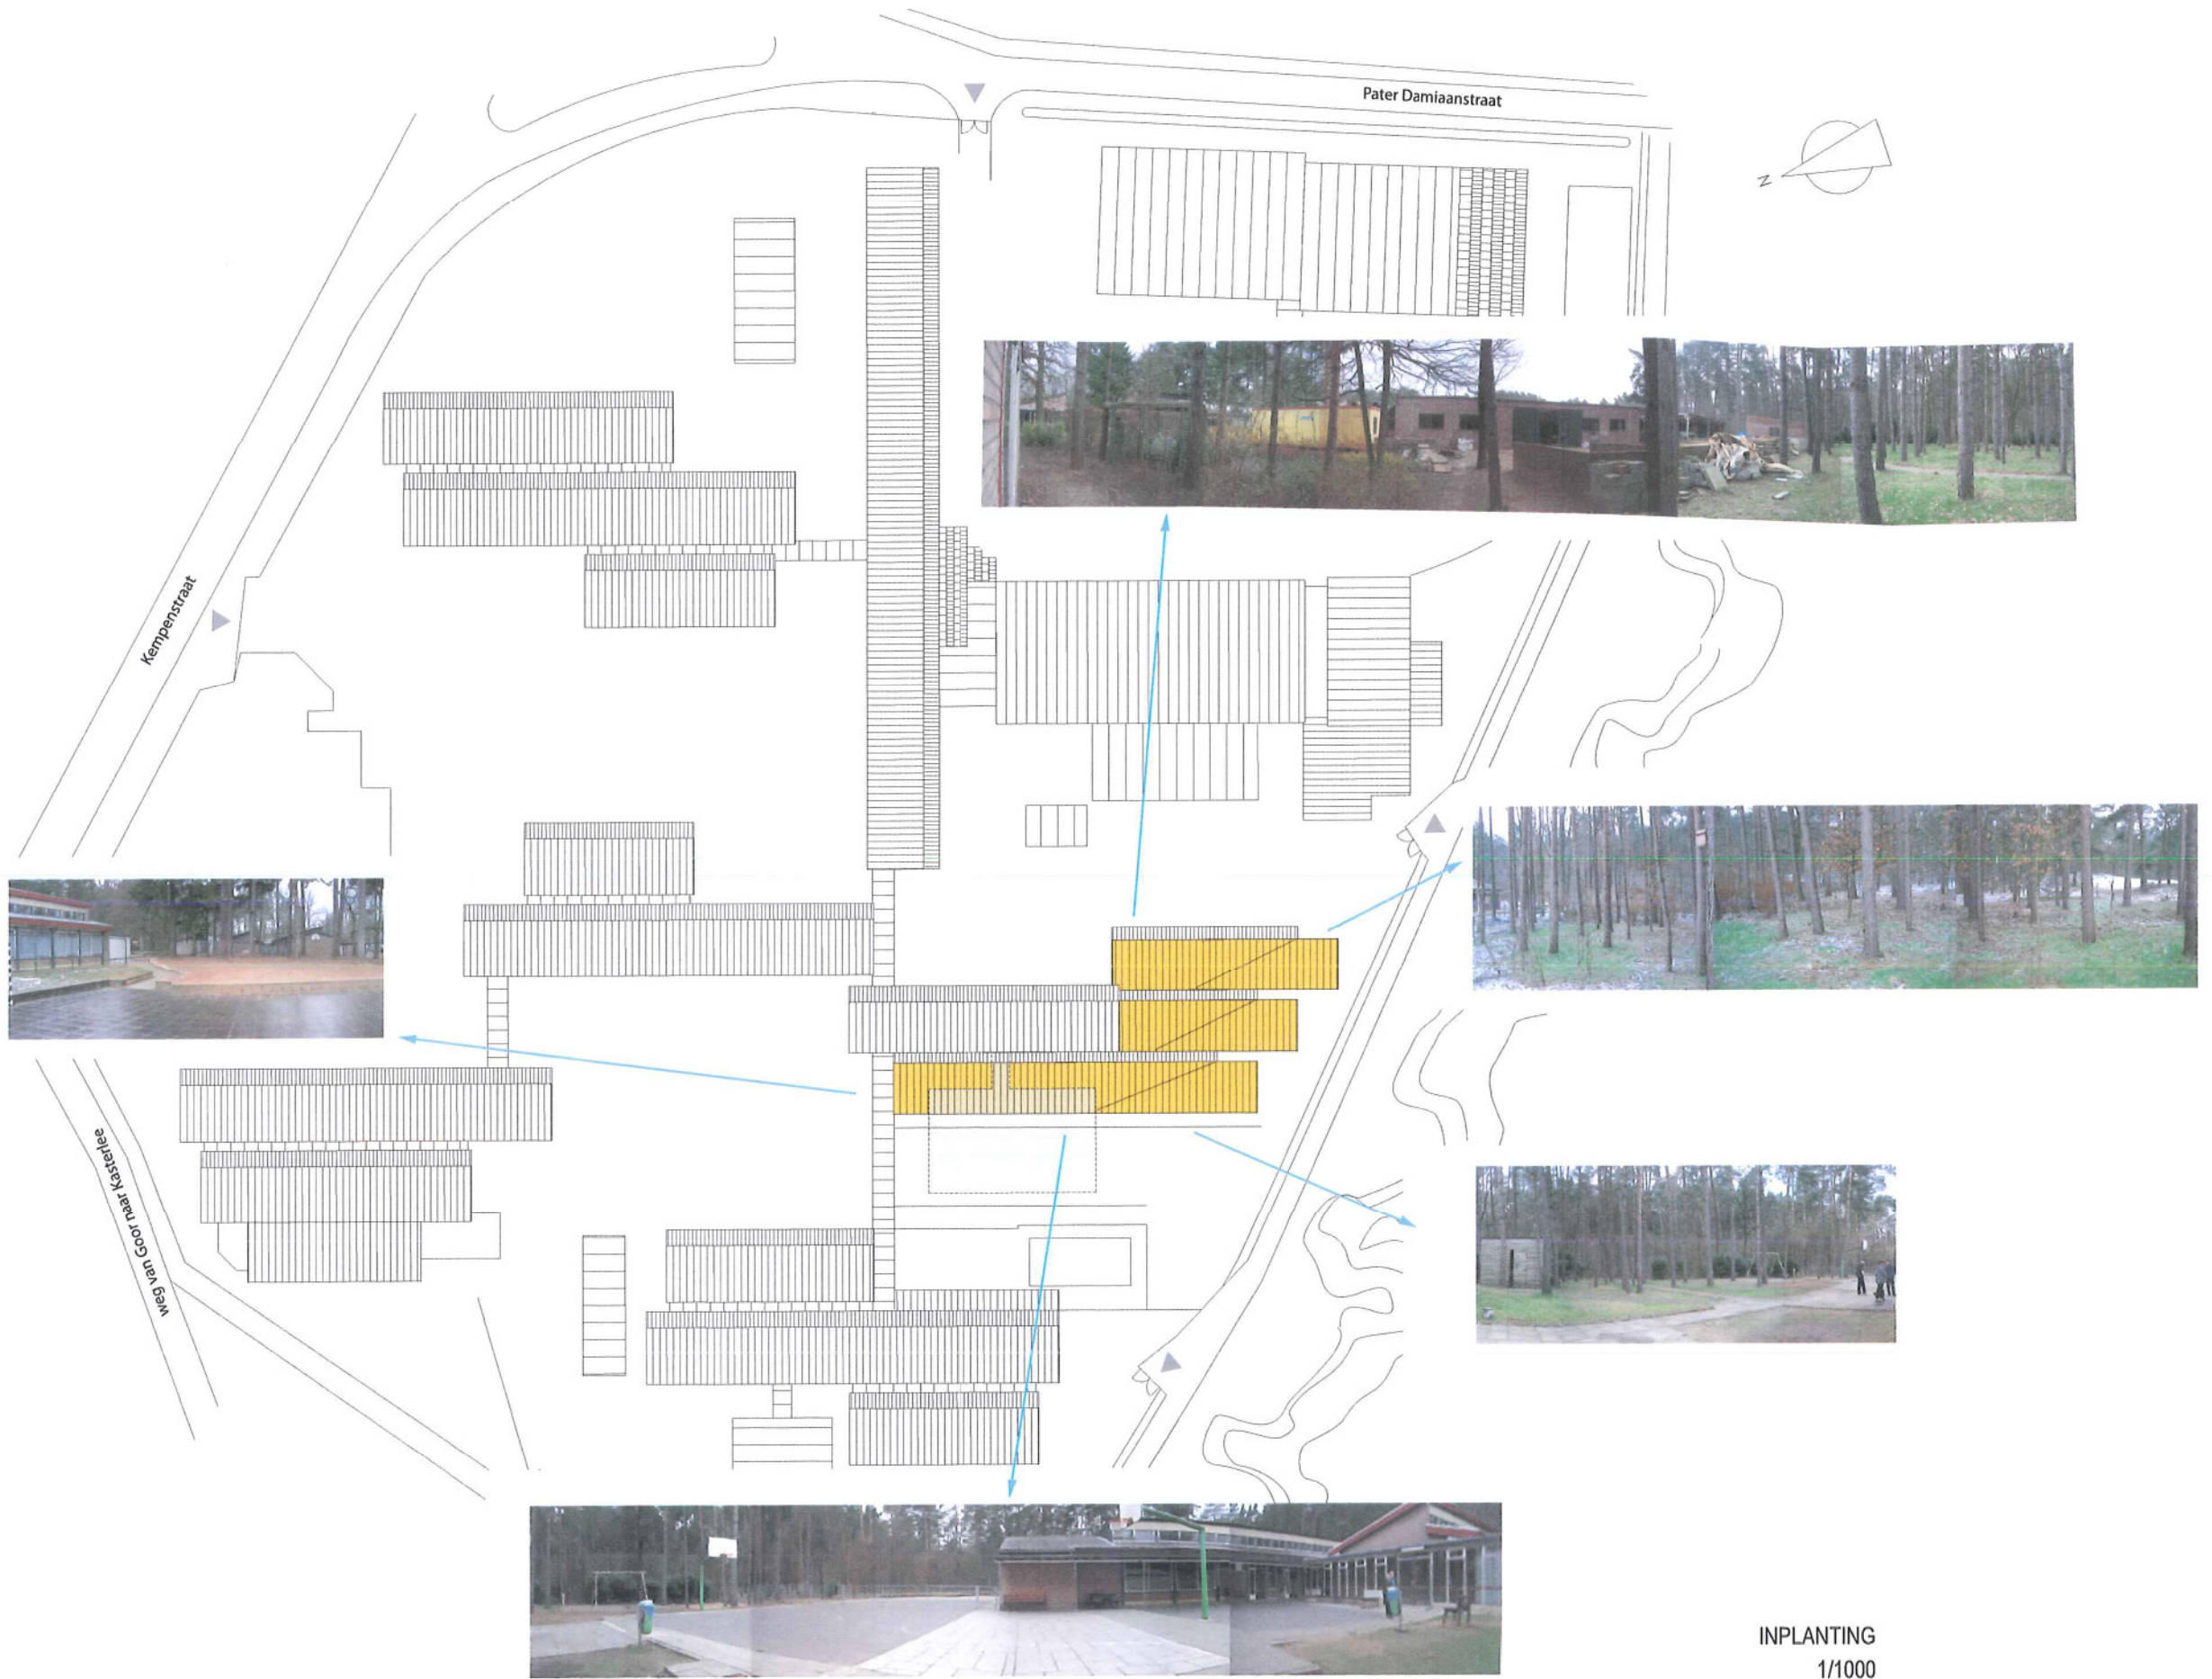 Pater Damiaanstraat
N
Kempenstraat
weg van Goor naar Kasterlee
INPLANTING
1/1000